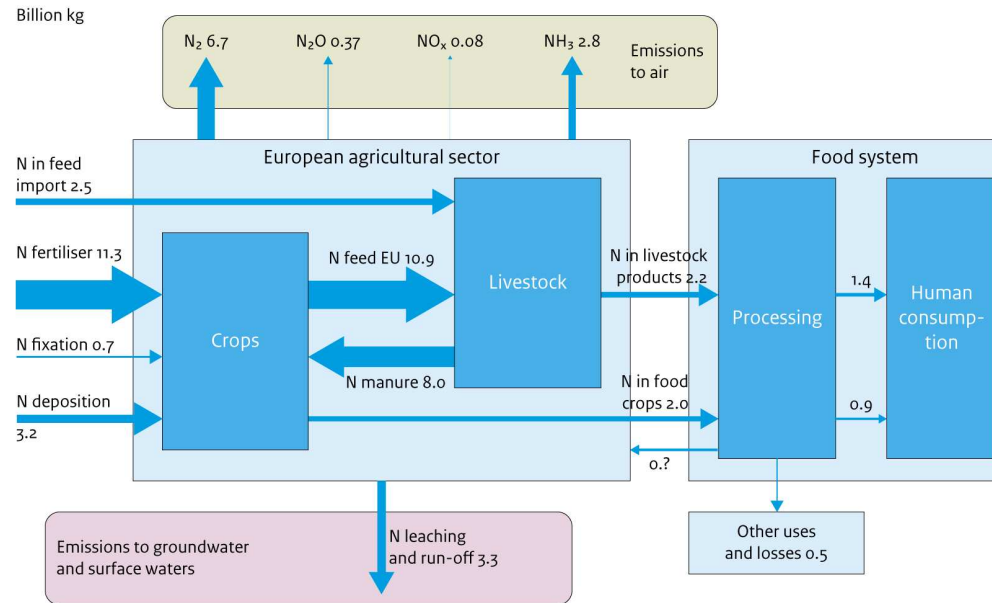 Billion kg
N₂ 6.7
N₂O 0.37
NOₓ 0.08
NH₃ 2.8
Emissions
to air
European agricultural sector
Food system
N in feed
import 2.5
N fertiliser 11.3
N feed EU 10.9
Livestock
N in livestock
products 2.2
1.4
Human
consump-
tion
Processing
Crops
N fixation 0.7
N manure 8.0
N deposition
3.2
N in food
crops 2.0
0.9
0.?
Emissions to groundwater
and surface waters
N leaching
and run-off 3.3
Other uses
and losses 0.5